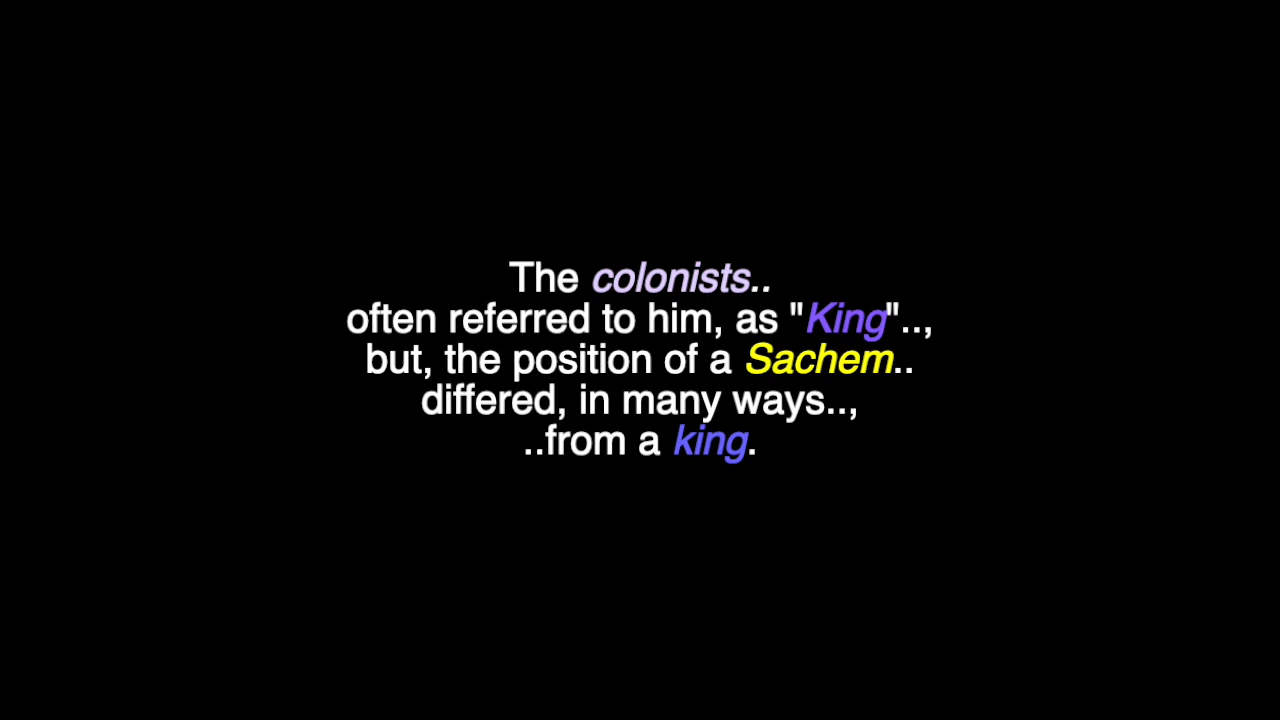 The colonists..
often referred to him, as "King"..,
but, the position of a Sachem..
differed, in many ways..,
..from a king.